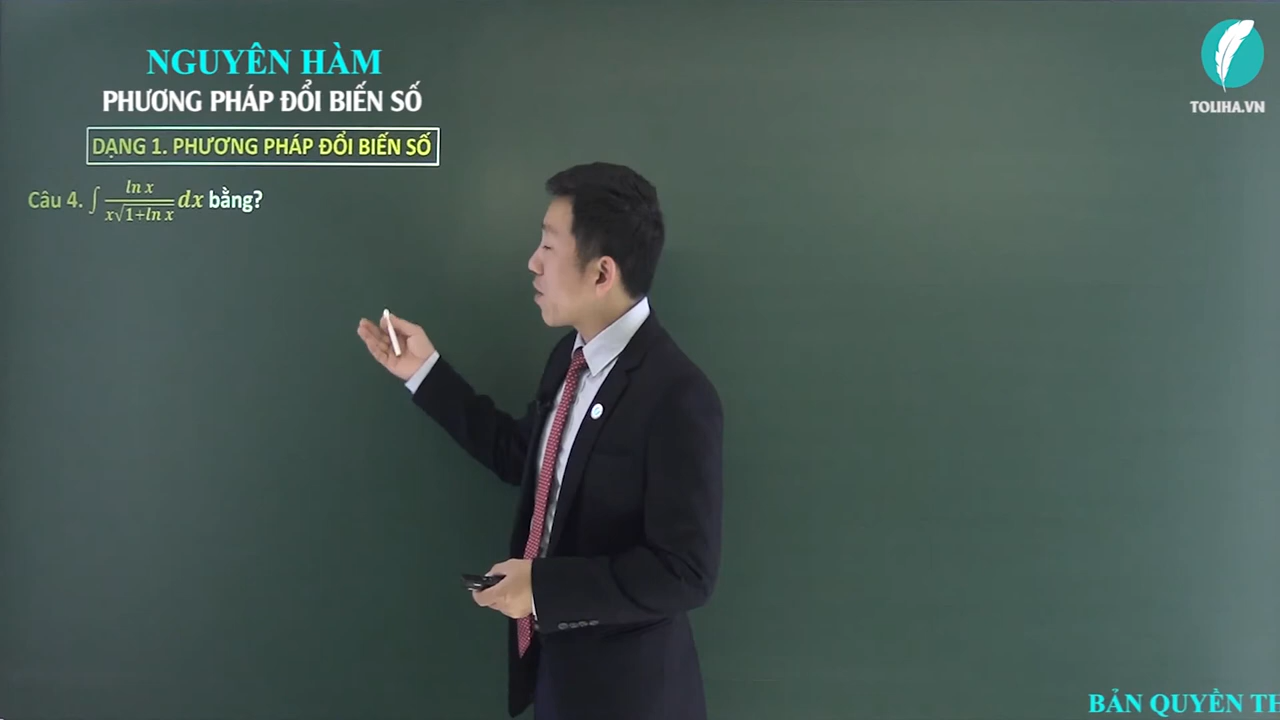 NGUYÊN HÀM
PHƯƠNG PHÁP ĐỔI BIẾN SỐ
DẠNG 1. PHƯƠNG PHÁP ĐỔI BIẾN SỐ
Câu 4. ∫ ln x / x√1+ln x dx bằng?
TOLIHA.VN
BẢN QUYỀN TH